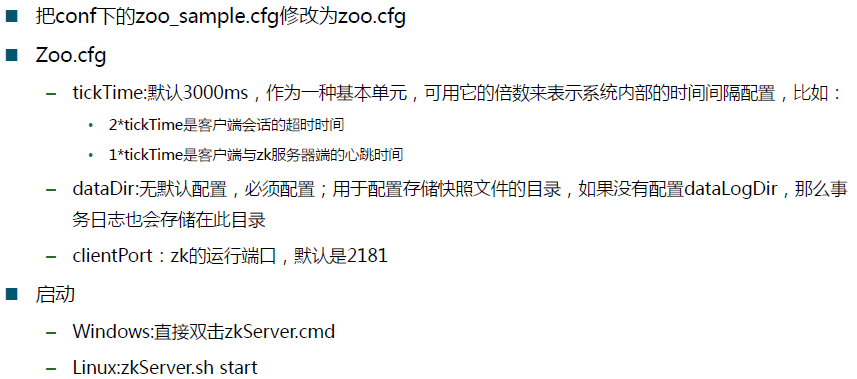 把conf下的zoo_sample.cfg修改为zoo.cfg
Zoo.cfg
– tickTime:默认3000ms，作为一种基本单元，可用它的倍数来表示系统内部的时间间隔配置，比如：
• 2*tickTime是客户端会话的超时时间
• 1*tickTime是客户端与zk服务器端的心跳时间
– dataDir:无默认配置，必须配置；用于配置存储快照文件的目录，如果没有配置dataLogDir，那么事
务日志也会存储在此目录
– clientPort：zk的运行端口，默认是2181
启动
– Windows:直接双击zkServer.cmd
– Linux:zkServer.sh start